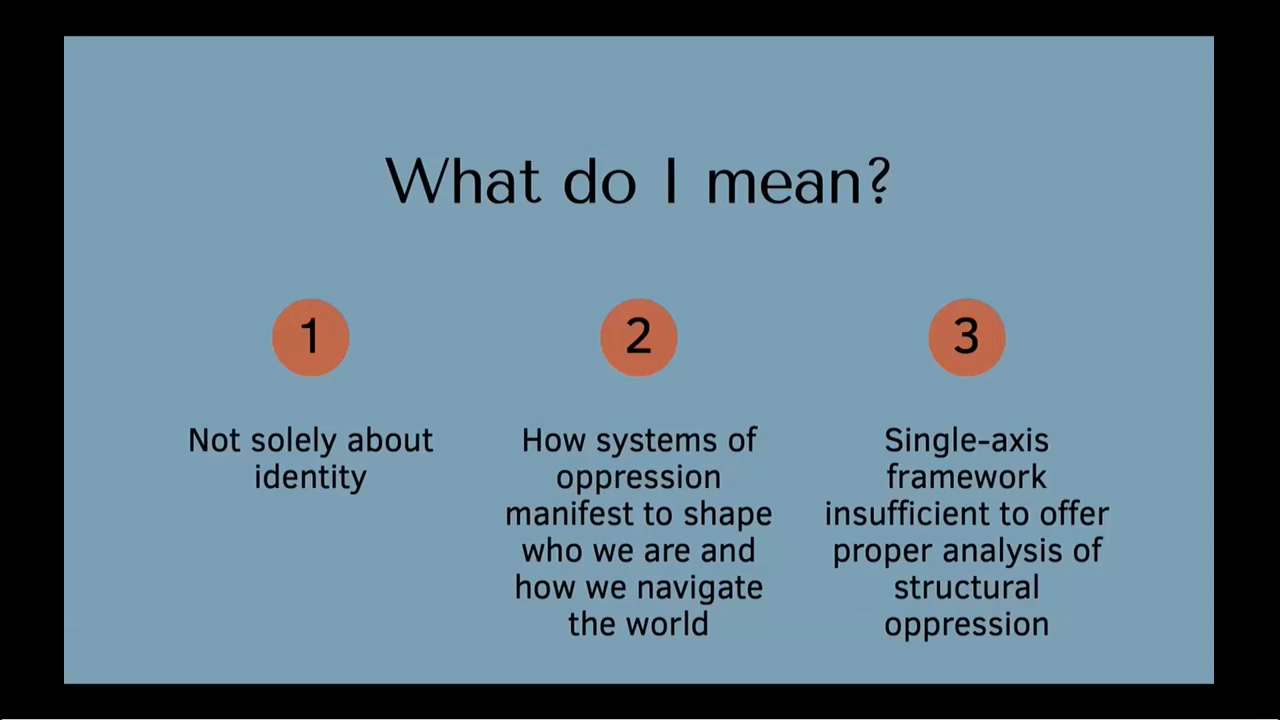 What do I mean?
1
Not solely about
identity
2
How systems of
oppression
manifest to shape
who we are and
how we navigate
the world
3
Single-axis
framework
insufficient to offer
proper analysis of
structural
oppression